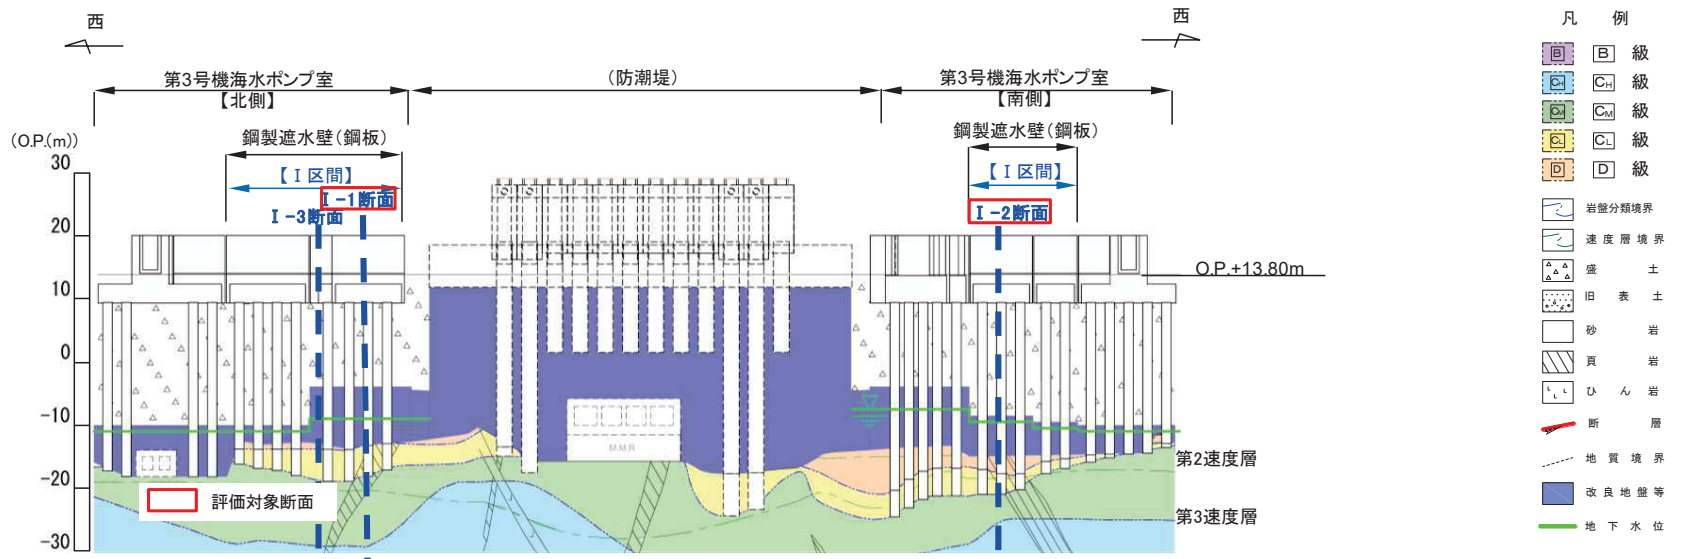 西
西
第3号機海水ポンプ室
【北側】
(防潮堤)
第3号機海水ポンプ室
【南側】
(O.P.(m))
鋼製遮水壁(鋼板)
鋼製遮水壁(鋼板)
【Ⅰ区間】
【Ⅰ区間】
Ⅰ-1断面
Ⅰ-3断面
Ⅰ-2断面
30
20
10
0
-10
-20
-30
O.P.+13.80m
M.M.R
第2速度層
第3速度層
評価対象断面
凡 例
B B 級
CH CH 級
CM CM 級
CL CL 級
D D 級
岩盤分類境界
速度層境界
盛 土
旧表土
砂 岩
頁 岩
ひん岩
断 層
地質境界
改良地盤等
地下水位